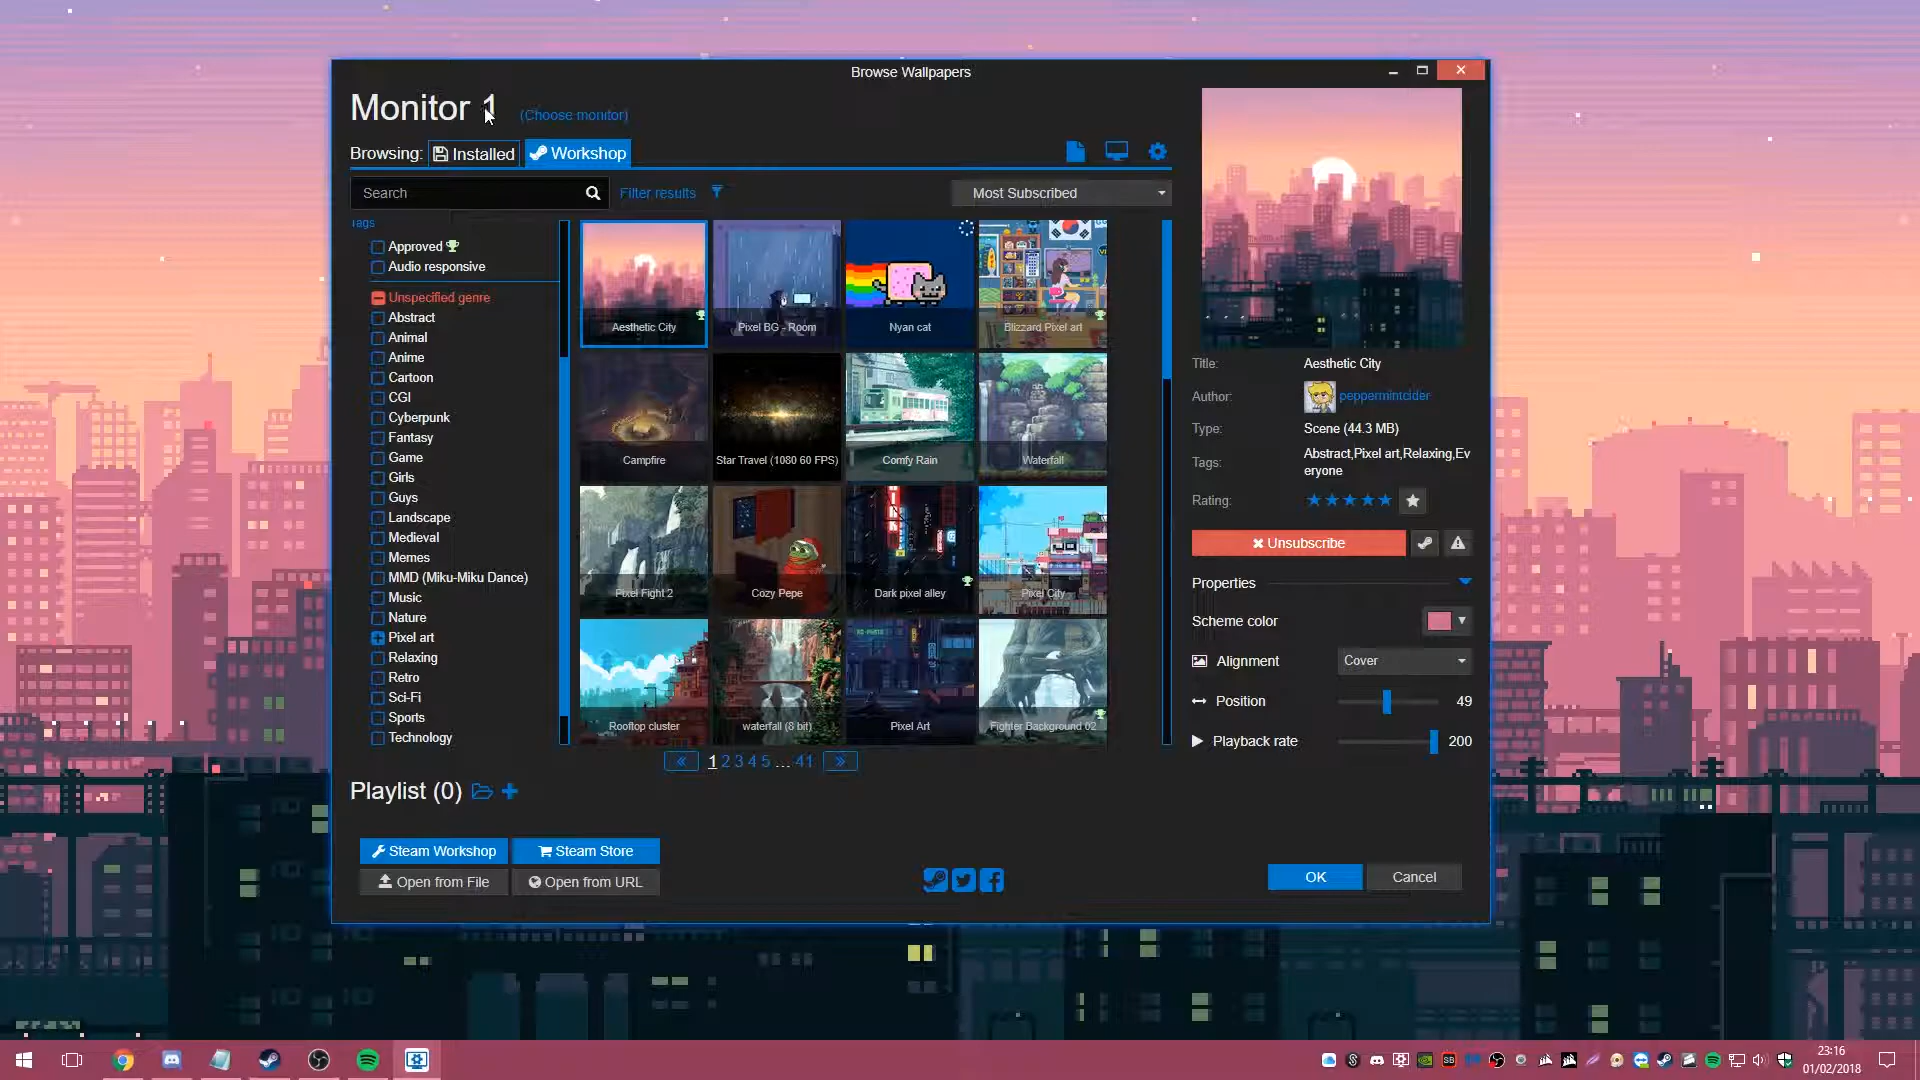 Browse Wallpapers
Monitor 1 (Choose monitor)
Browsing: Installed Workshop
Search
Filter results
Most Subscribed
Tags
Approved
Audio responsive
Unspecified genre
Abstract
Animal
Anime
Cartoon
CGI
Cyberpunk
Fantasy
Game
Girls
Guys
Landscape
Medieval
Memes
MMD (Miku-Miku Dance)
Music
Nature
Pixel art
Relaxing
Retro
Sci-Fi
Sports
Technology
Aesthetic City
Pixel BG - Room
Nyan cat
Blizzard Pixel art
Campfire
Star Travel (1080 60 FPS)
Comfy Rain
Waterfall
Pixel Fight 2
Cozy Pepe
Dark pixel alley
Pixel City
Rooftop cluster
waterfall (8 bit)
Pixel Art
Fighter Background 02
« 1 2 3 4 5 ... 41 »
Title: Aesthetic City
Author: peppermintcider
Type: Scene (44.3 MB)
Tags: Abstract,Pixel art,Relaxing,Ev
eryone
Rating:
Unsubscribe
Properties
Scheme color
Alignment Cover
Position 49
Playback rate 200
Playlist (0)
Steam Workshop
Steam Store
Open from File
Open from URL
OK
Cancel
23:16
01/02/2018